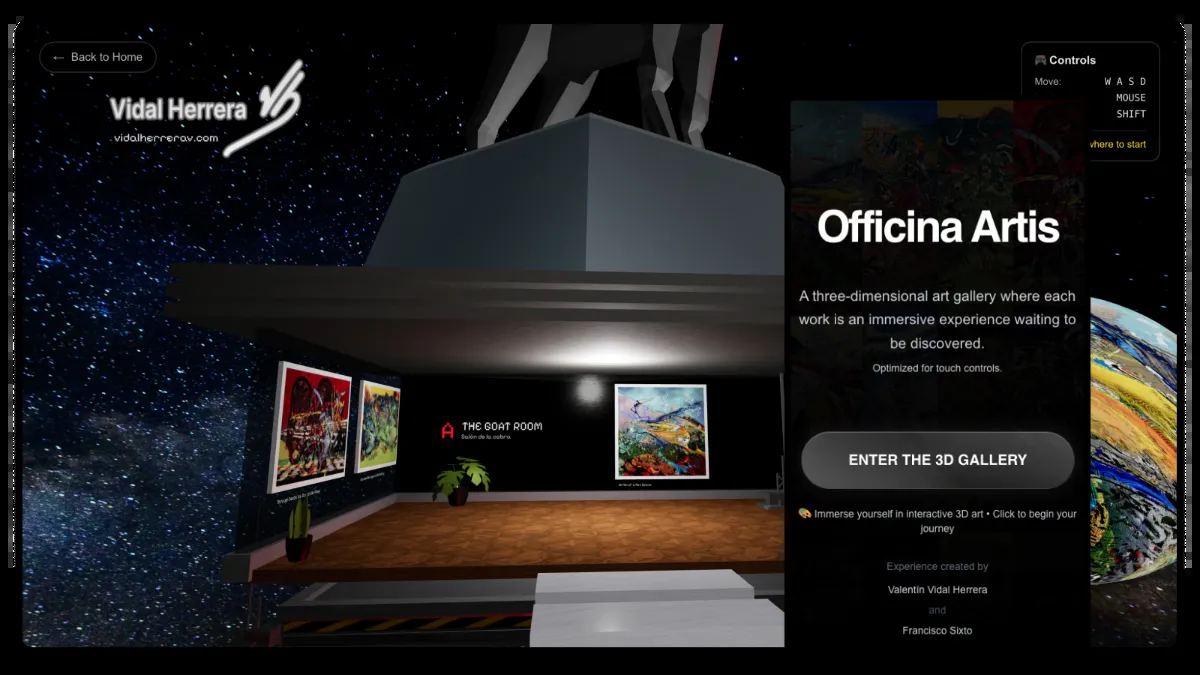 ← Back to Home
Vidal Herrera
vidalherrerav.com
🎮 Controls
Move: W A S D
MOUSE
SHIFT
where to start
Officina Artis
A three-dimensional art gallery where each
work is an immersive experience waiting to
be discovered.
Optimized for touch controls.
THE GOAT ROOM
Salón de la cabra
ENTER THE 3D GALLERY
🎨 Immerse yourself in interactive 3D art • Click to begin your
journey
Experience created by
Valentín Vidal Herrera
and
Francisco Sixto